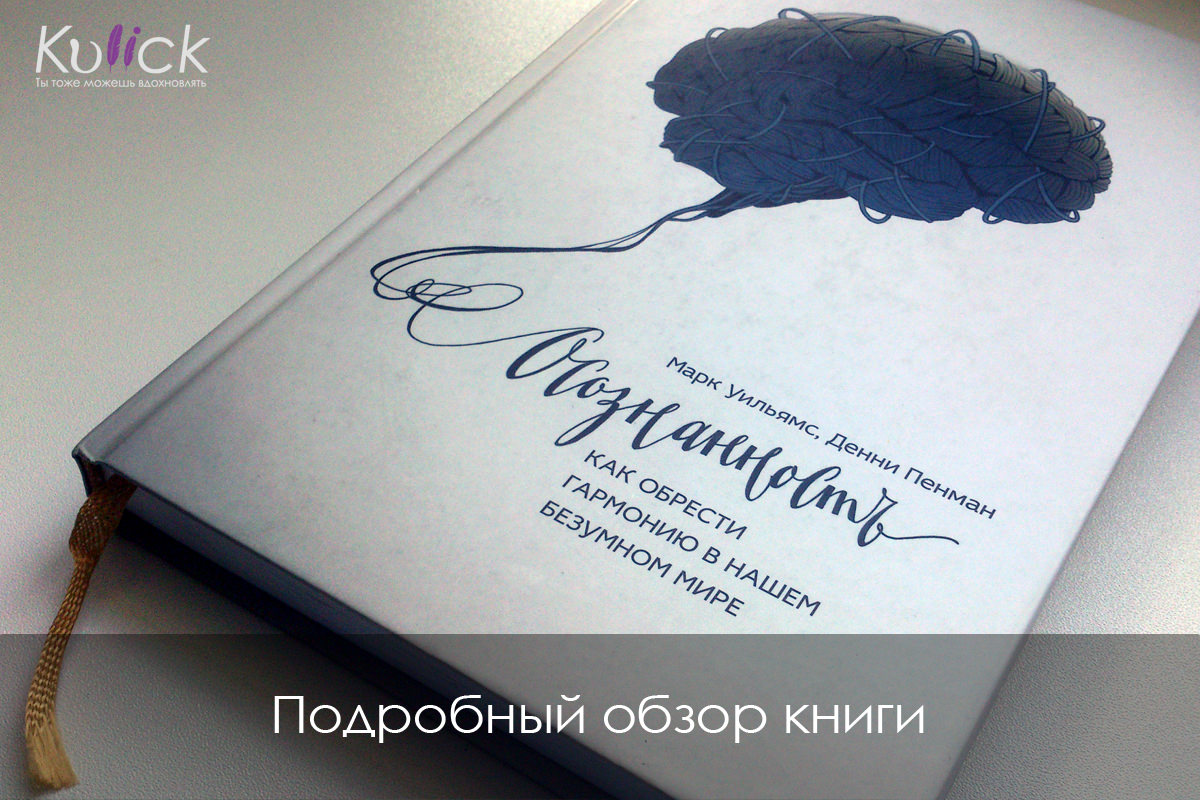 Kulick
Ты тоже можешь вдохновлять
Марк Уильямс, Денни Пенман
Осознанность
КАК ОБРЕСТИ
ГАРМОНИЮ В НАШЕМ
БЕЗУМНОМ МИРЕ
Подробный обзор книги